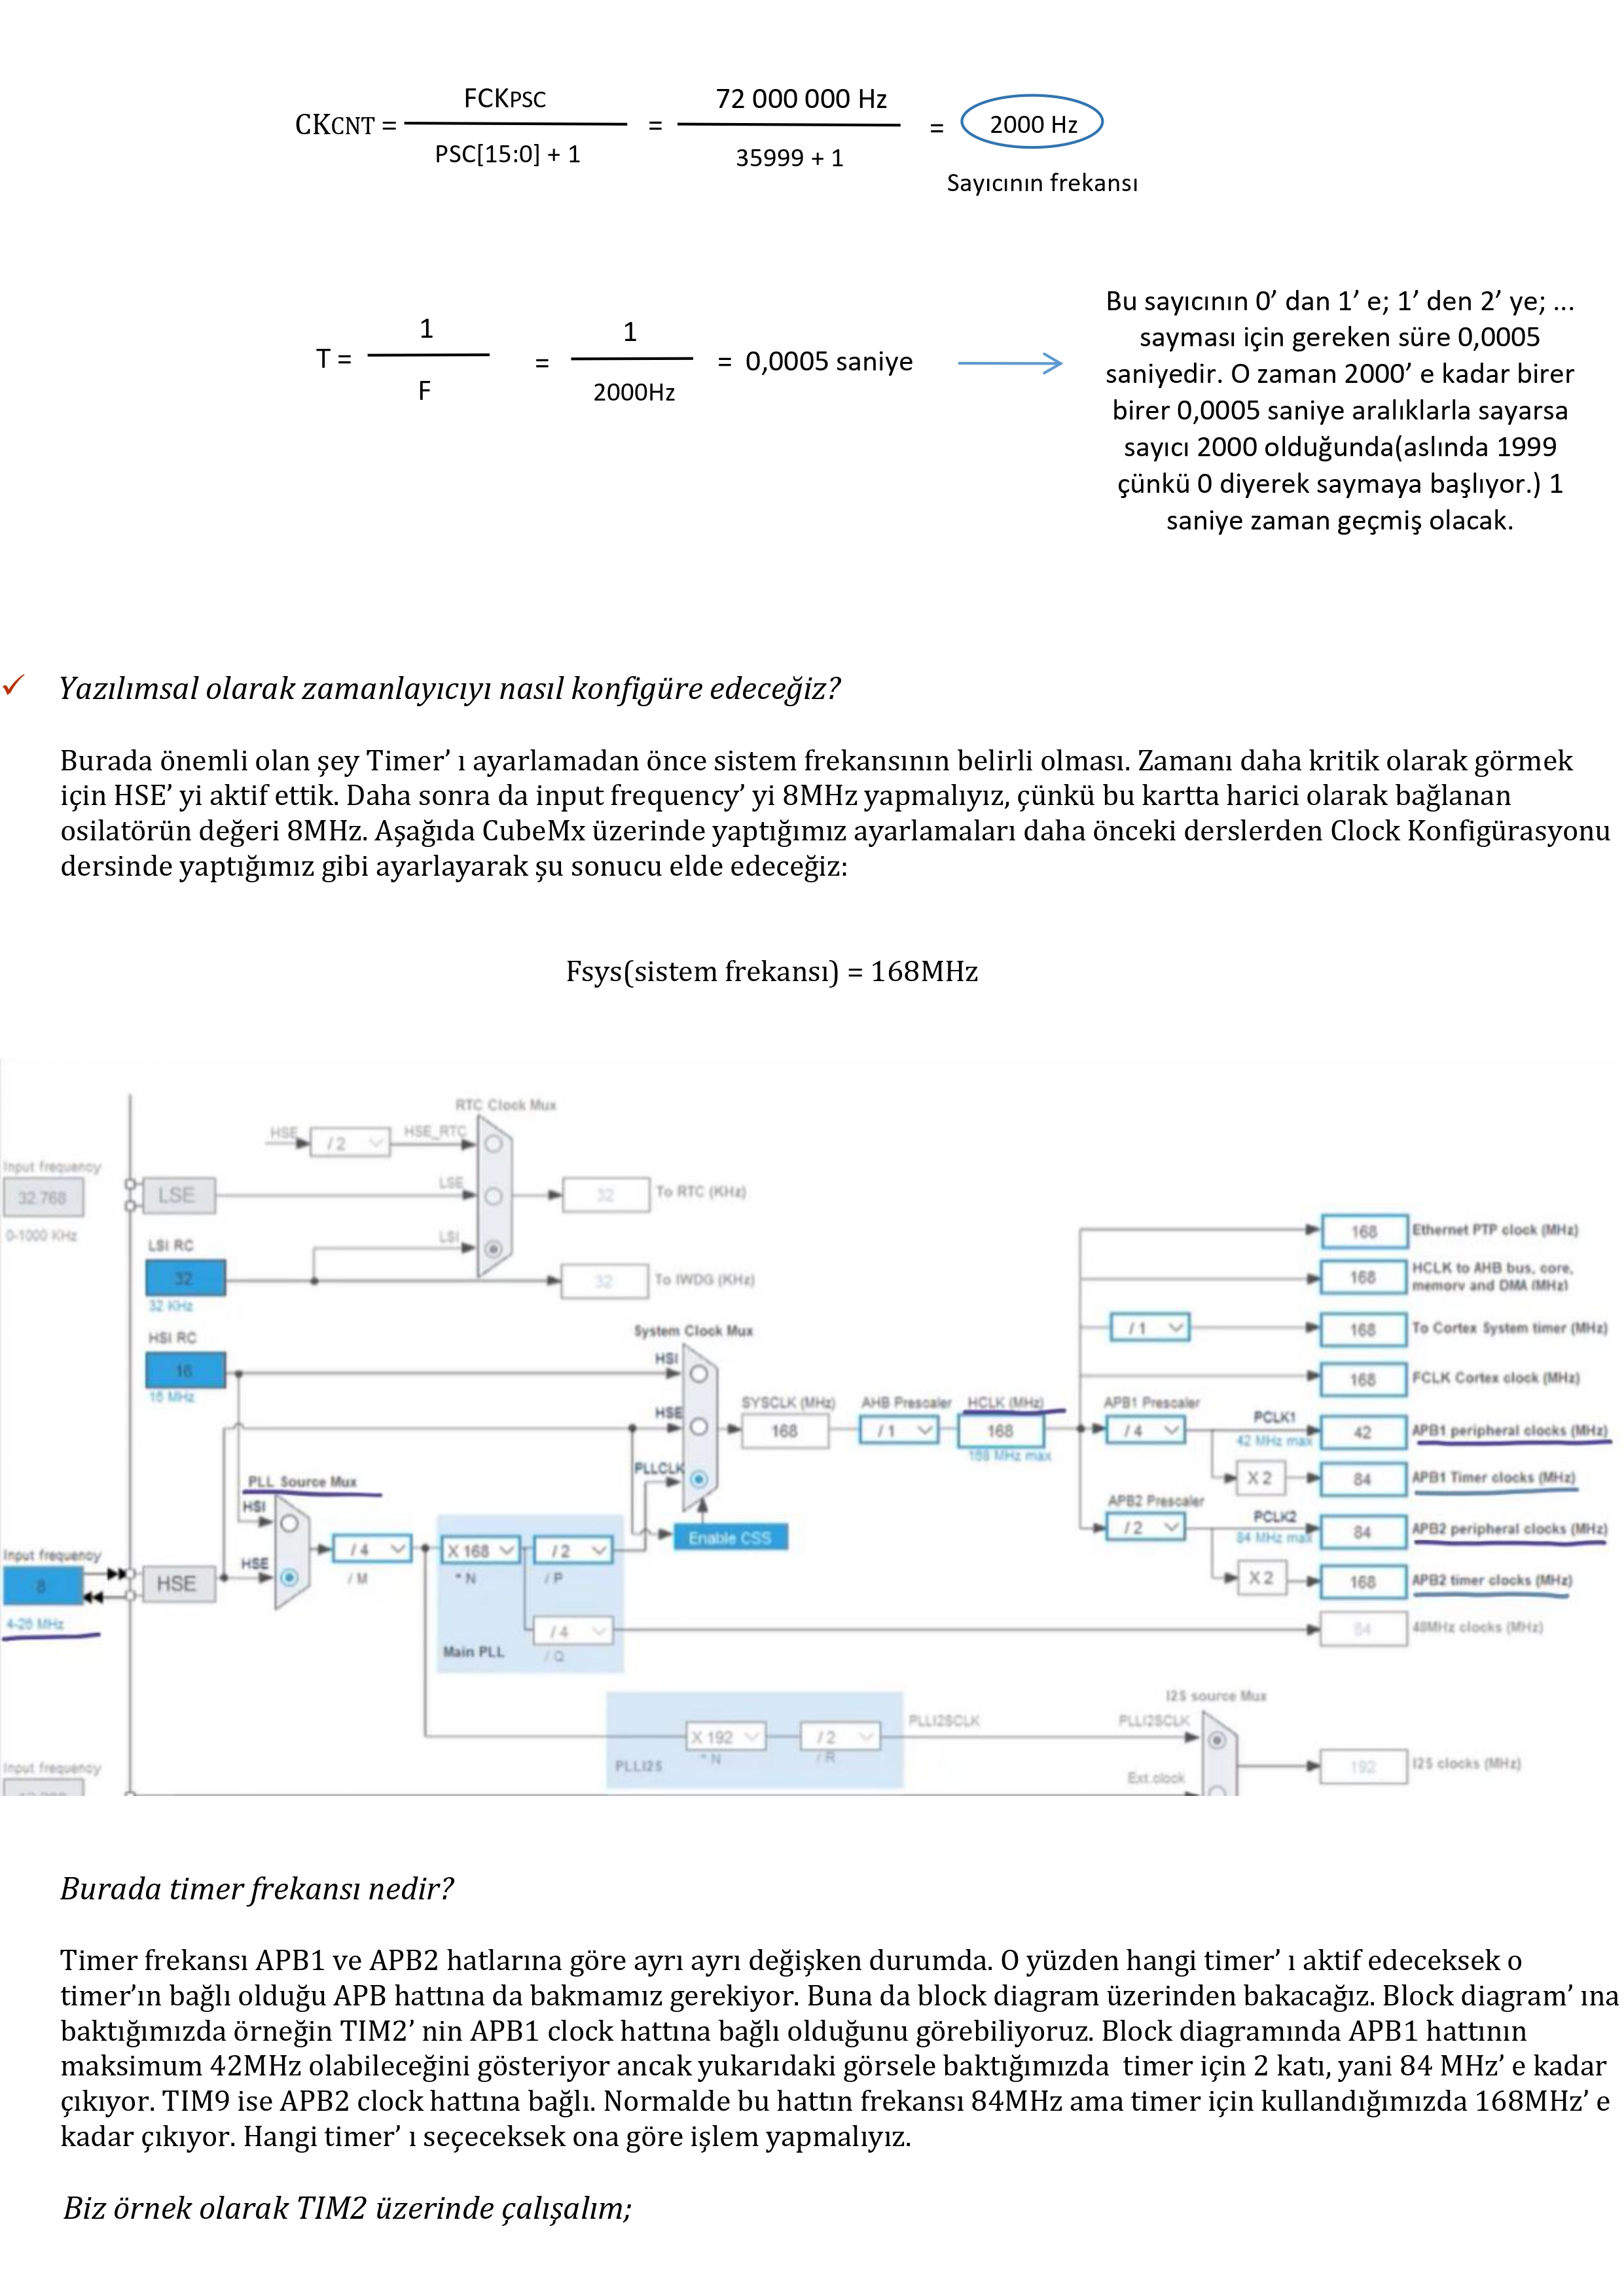 CKCNT = FCKPSC / PSC[15:0] + 1 = 72 000 000 Hz / 35999 + 1 = 2000 Hz
Sayıcının frekansı
T = 1 / F = 1 / 2000Hz = 0,0005 saniye
Bu sayıcının 0’ dan 1’ e; 1’ den 2’ ye; ...
sayması için gereken süre 0,0005
saniyedir. O zaman 2000’ e kadar birer
birer 0,0005 saniye aralıklarla sayarsa
sayıcı 2000 olduğunda(aslında 1999
çünkü 0 diyerek saymaya başlıyor.) 1
saniye zaman geçmiş olacak.
✓ Yazılımsal olarak zamanlayıcıyı nasıl konfigüre edeceğiz?
Burada önemli olan şey Timer’ ı ayarlamadan önce sistem frekansının belirli olması. Zamanı daha kritik olarak görmek
için HSE’ yi aktif ettik. Daha sonra da input frequency’ yi 8MHz yapmalıyız, çünkü bu kartta harici olarak bağlanan
osilatörün değeri 8MHz. Aşağıda CubeMx üzerinde yaptığımız ayarlamaları daha önceki derslerden Clock Konfigürasyonu
dersinde yaptığımız gibi ayarlayarak şu sonucu elde edeceğiz:
Fsys(sistem frekansı) = 168MHz
RTC Clock Mux
HSE
/ 2
HSE_RTC
Input frequency
32.768
0-1000 KHz
LSE
LSE
32
To RTC (KHz)
LSI
LSI RC
32
32 KHz
32
To IWDG (KHz)
HSI RC
16
16 MHz
System Clock Mux
HSI
HSE
PLLCLK
Enable CSS
SYSCLK (MHz)
168
AHB Prescaler
/ 1
HCLK (MHz)
168
168 MHz max
168
Ethernet PTP clock (MHz)
168
HCLK to AHB bus, core,
memory and DMA (MHz)
/ 1
168
To Cortex System timer (MHz)
168
FCLK Cortex clock (MHz)
APB1 Prescaler
/ 4
PCLK1
42 MHz max
42
APB1 peripheral clocks (MHz)
X 2
84
APB1 Timer clocks (MHz)
APB2 Prescaler
/ 2
PCLK2
84 MHz max
84
APB2 peripheral clocks (MHz)
X 2
168
APB2 timer clocks (MHz)
PLL Source Mux
HSI
HSE
Input frequency
8
4-26 MHz
HSE
/ 4
/ M
X 168
* N
/ 2
/ P
/ 4
/ Q
Main PLL
84
48MHz clocks (MHz)
X 192
* N
/ 2
/ R
PLLI2S
PLLI2SCLK
I2S source Mux
PLLI2SCLK
Ext.clock
192
I2S clocks (MHz)
Input frequency
Burada timer frekansı nedir?
Timer frekansı APB1 ve APB2 hatlarına göre ayrı ayrı değişken durumda. O yüzden hangi timer’ ı aktif edeceksek o
timer’ın bağlı olduğu APB hattına da bakmamız gerekiyor. Buna da block diagram üzerinden bakacağız. Block diagram’ ına
baktığımızda örneğin TIM2’ nin APB1 clock hattına bağlı olduğunu görebiliyoruz. Block diagramında APB1 hattının
maksimum 42MHz olabileceğini gösteriyor ancak yukarıdaki görsele baktığımızda timer için 2 katı, yani 84 MHz’ e kadar
çıkıyor. TIM9 ise APB2 clock hattına bağlı. Normalde bu hattın frekansı 84MHz ama timer için kullandığımızda 168MHz’ e
kadar çıkıyor. Hangi timer’ ı seçeceksek ona göre işlem yapmalıyız.
Biz örnek olarak TIM2 üzerinde çalışalım;